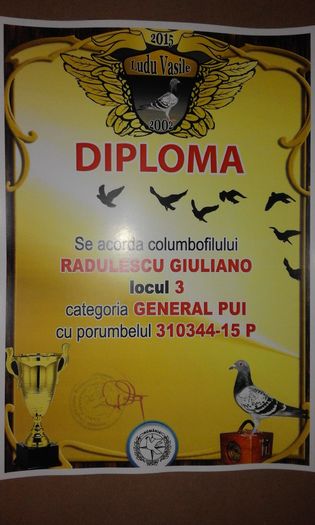 2015
Ludu Vasile
2002
DIPLOMA
Se acorda columbofilului
RADULESCU GIULIANO
locul 3
categoria GENERAL PUI
cu porumbelul 310344-15 P